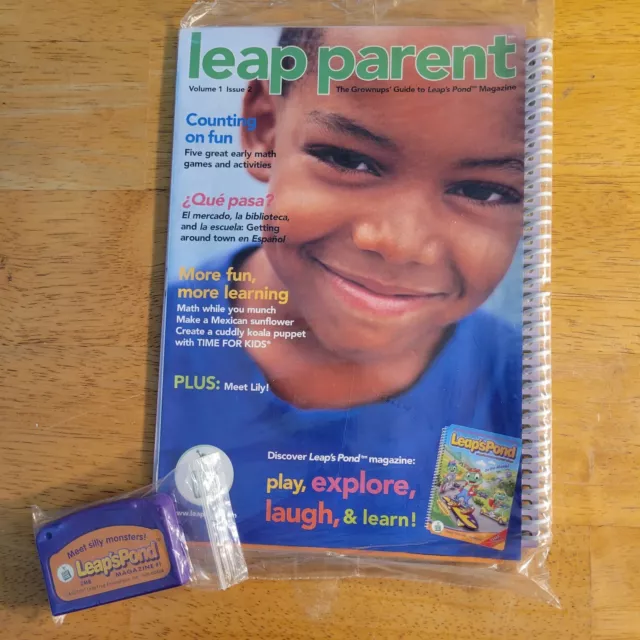 leap parent
Volume 1 Issue 2
The Grownups' Guide to Leap's Pond™ Magazine
Counting
on fun
Five great early math
games and activities
¿Qué pasa?
El mercado, la biblioteca,
and la escuela: Getting
around town en Español
More fun,
more learning
Math while you munch
Make a Mexican sunflower
Create a cuddly koala puppet
with TIME FOR KIDS®
PLUS: Meet Lily!
Discover Leap's Pond™ magazine:
play, explore,
laugh, & learn!
Leap'sPond
Meet silly monsters!
Leap'sPond™
MAGAZINE #1